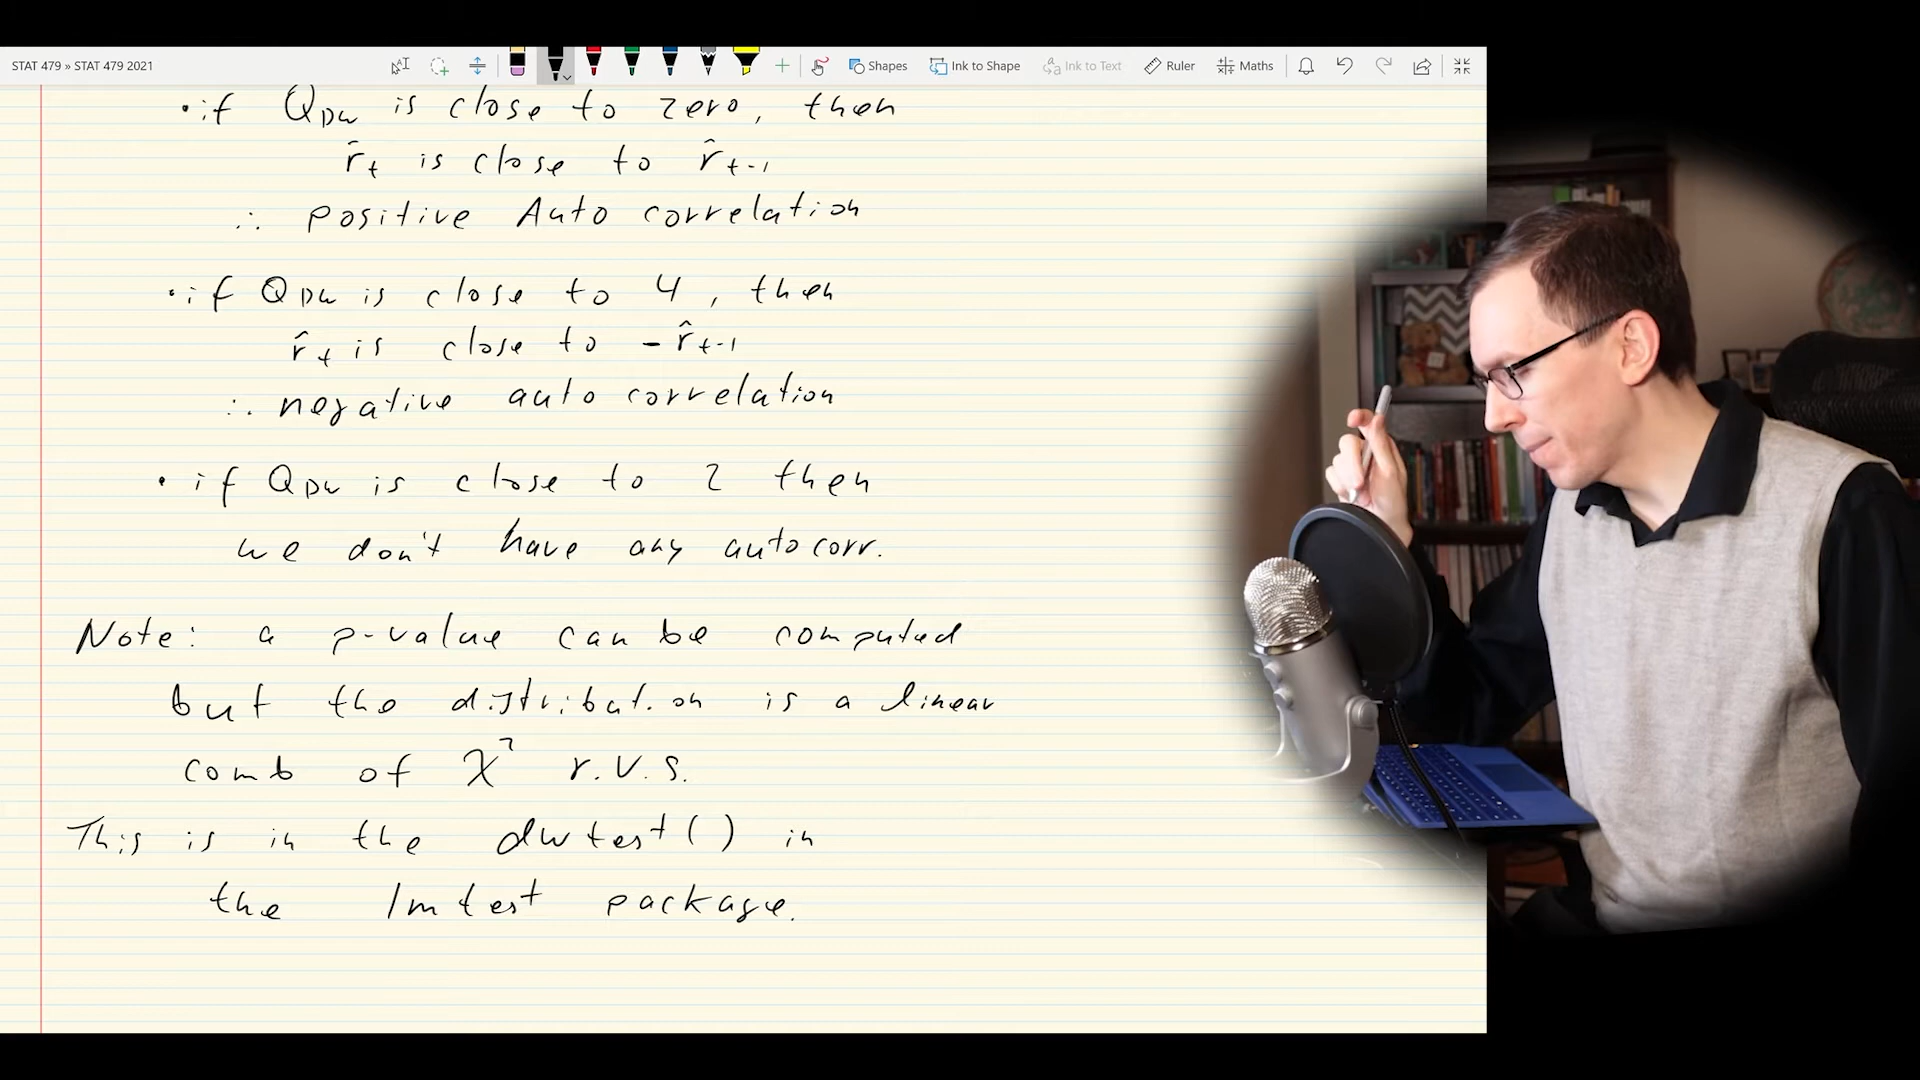 STAT 479 » STAT 479 2021
Shapes Ink to Shape Ink to Text Ruler Maths
• if Q_DW is close to zero, then
r̂_t is close to r̂_t-1
∴ positive Auto correlation
• if Q_DW is close to 4, then
r̂_t is close to - r̂_t-1
∴ negative auto correlation
• if Q_DW is close to 2 then
we don't have any autocorr.
Note: a p-value can be computed
but the distribution is a linear
comb of χ² r.v.s.
This is in the dwtest() in
the lmtest package.